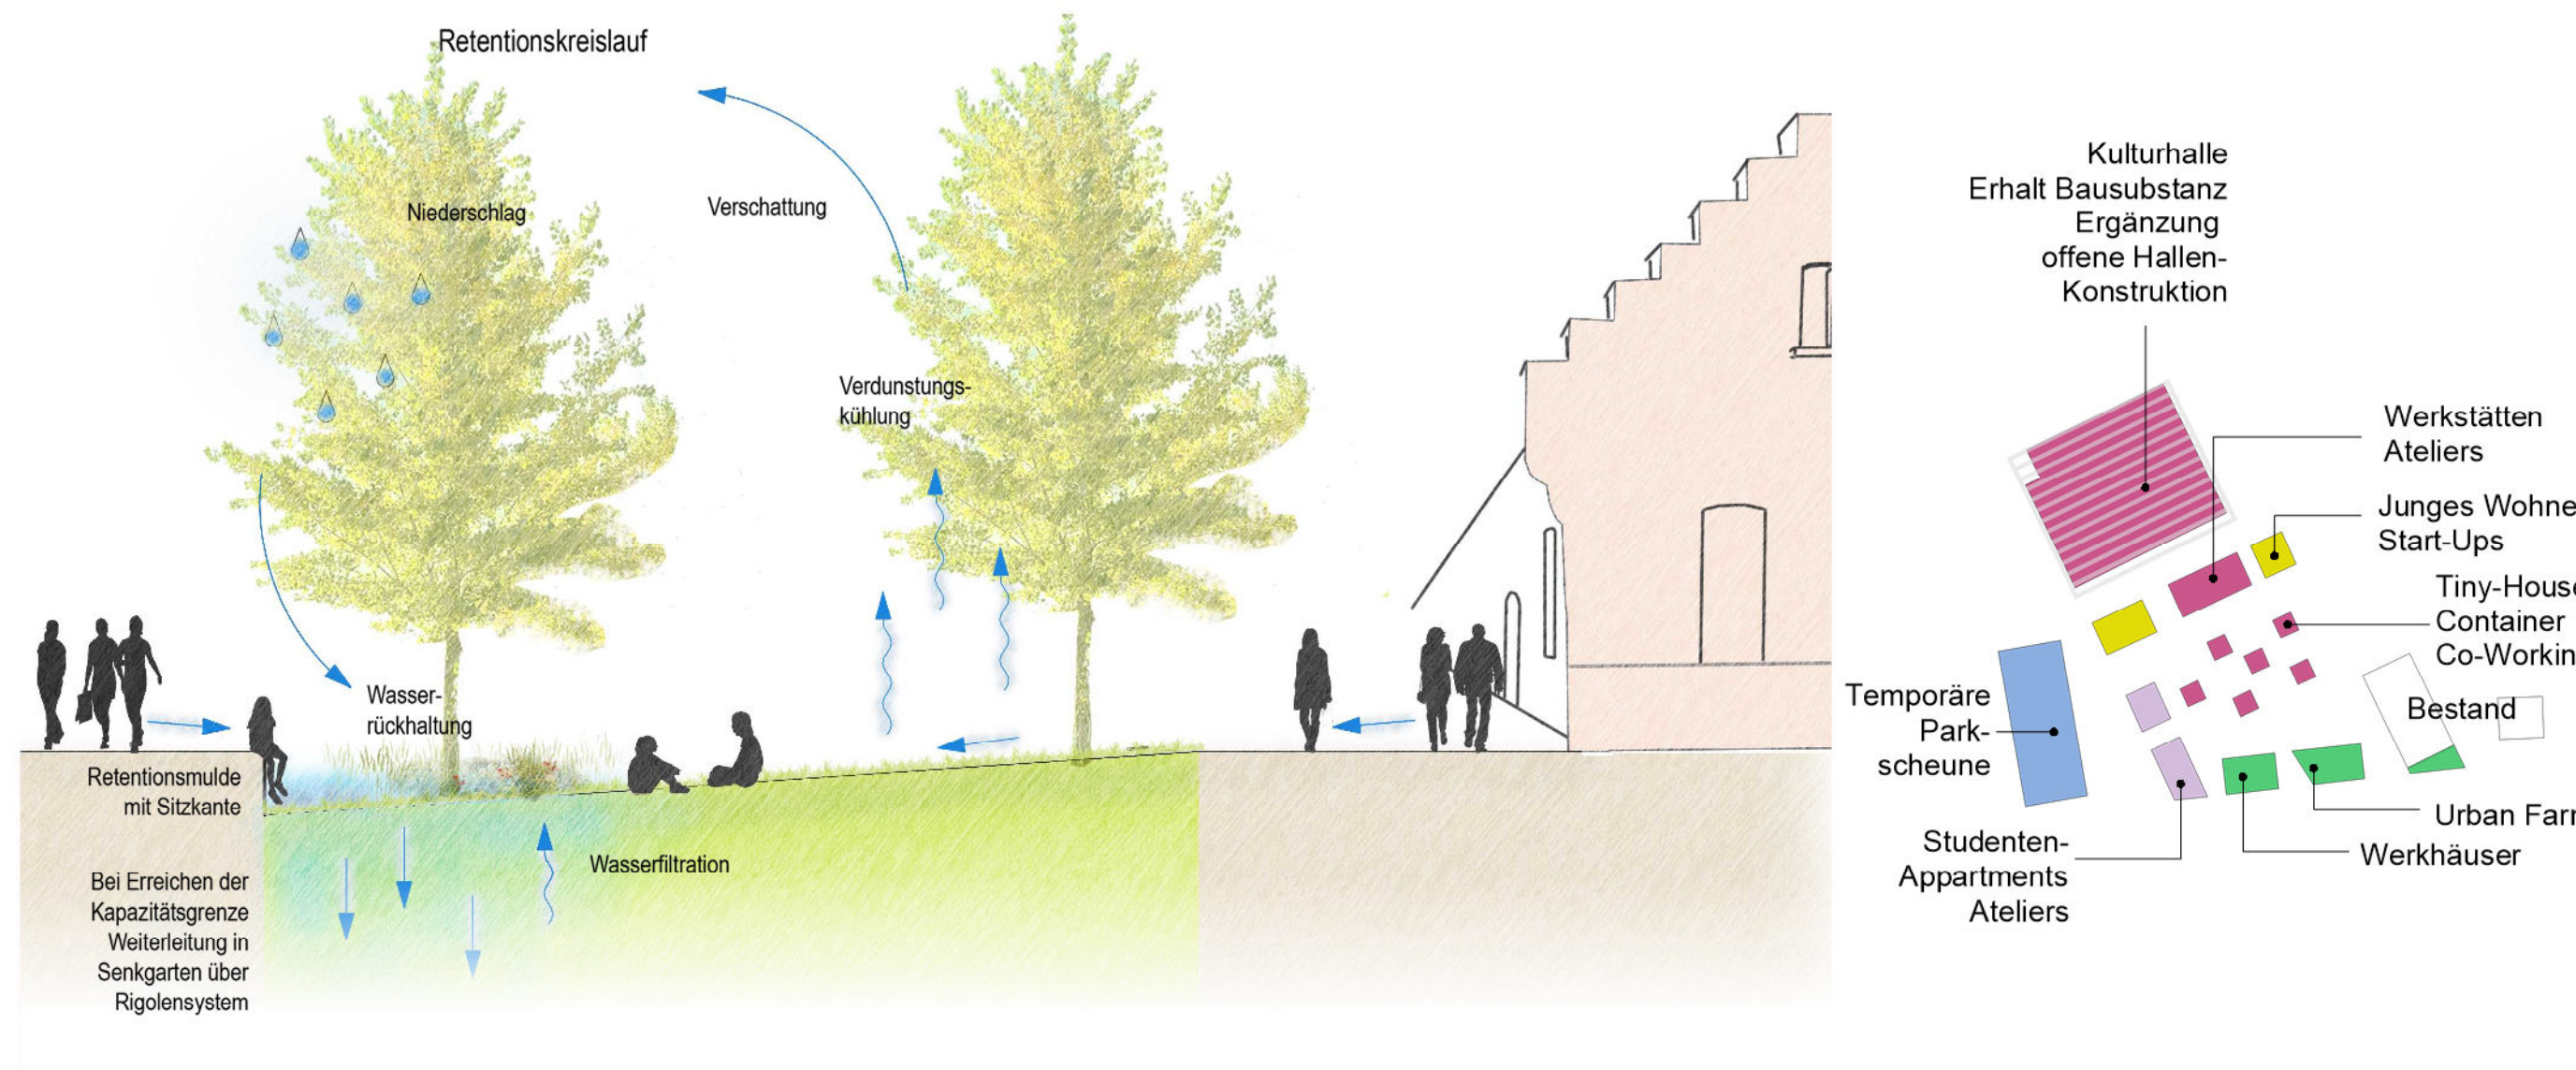 Retentionskreislauf
Niederschlag
Verschattung
Verdunstungs-
kühlung
Wasser-
rückhaltung
Retentionsmulde
mit Sitzkante
Bei Erreichen der
Kapazitätsgrenze
Weiterleitung in
Senkgarten über
Rigolensystem
Wasserfiltration
Kulturhalle
Erhalt Bausubstanz
Ergänzung
offene Hallen-
Konstruktion
Werkstätten
Ateliers
Junges Wohne
Start-Ups
Tiny-House
Container
Co-Workin
Bestand
Temporäre
Park-
scheune
Urban Farm
Werkhäuser
Studenten-
Appartments
Ateliers